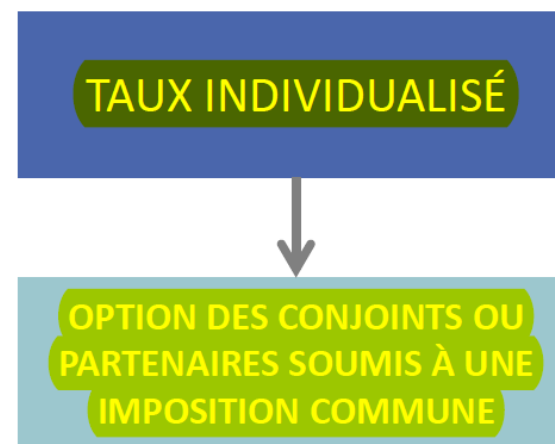 TAUX INDIVIDUALISÉ
OPTION DES CONJOINTS OU
PARTENAIRES SOUMIS À UNE
IMPOSITION COMMUNE